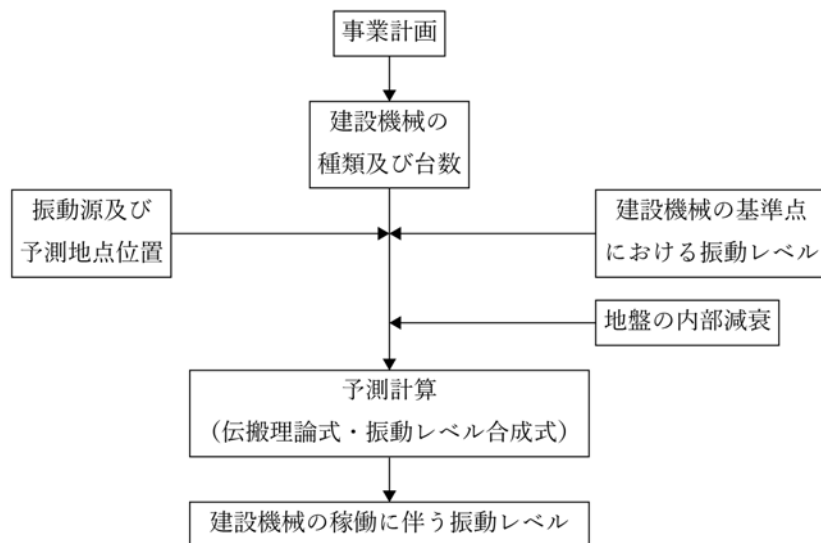 事業計画
建設機械の
種類及び台数
振動源及び
予測地点位置
建設機械の基準点
における振動レベル
地盤の内部減衰
予測計算
（伝搬理論式・振動レベル合成式）
建設機械の稼働に伴う振動レベル